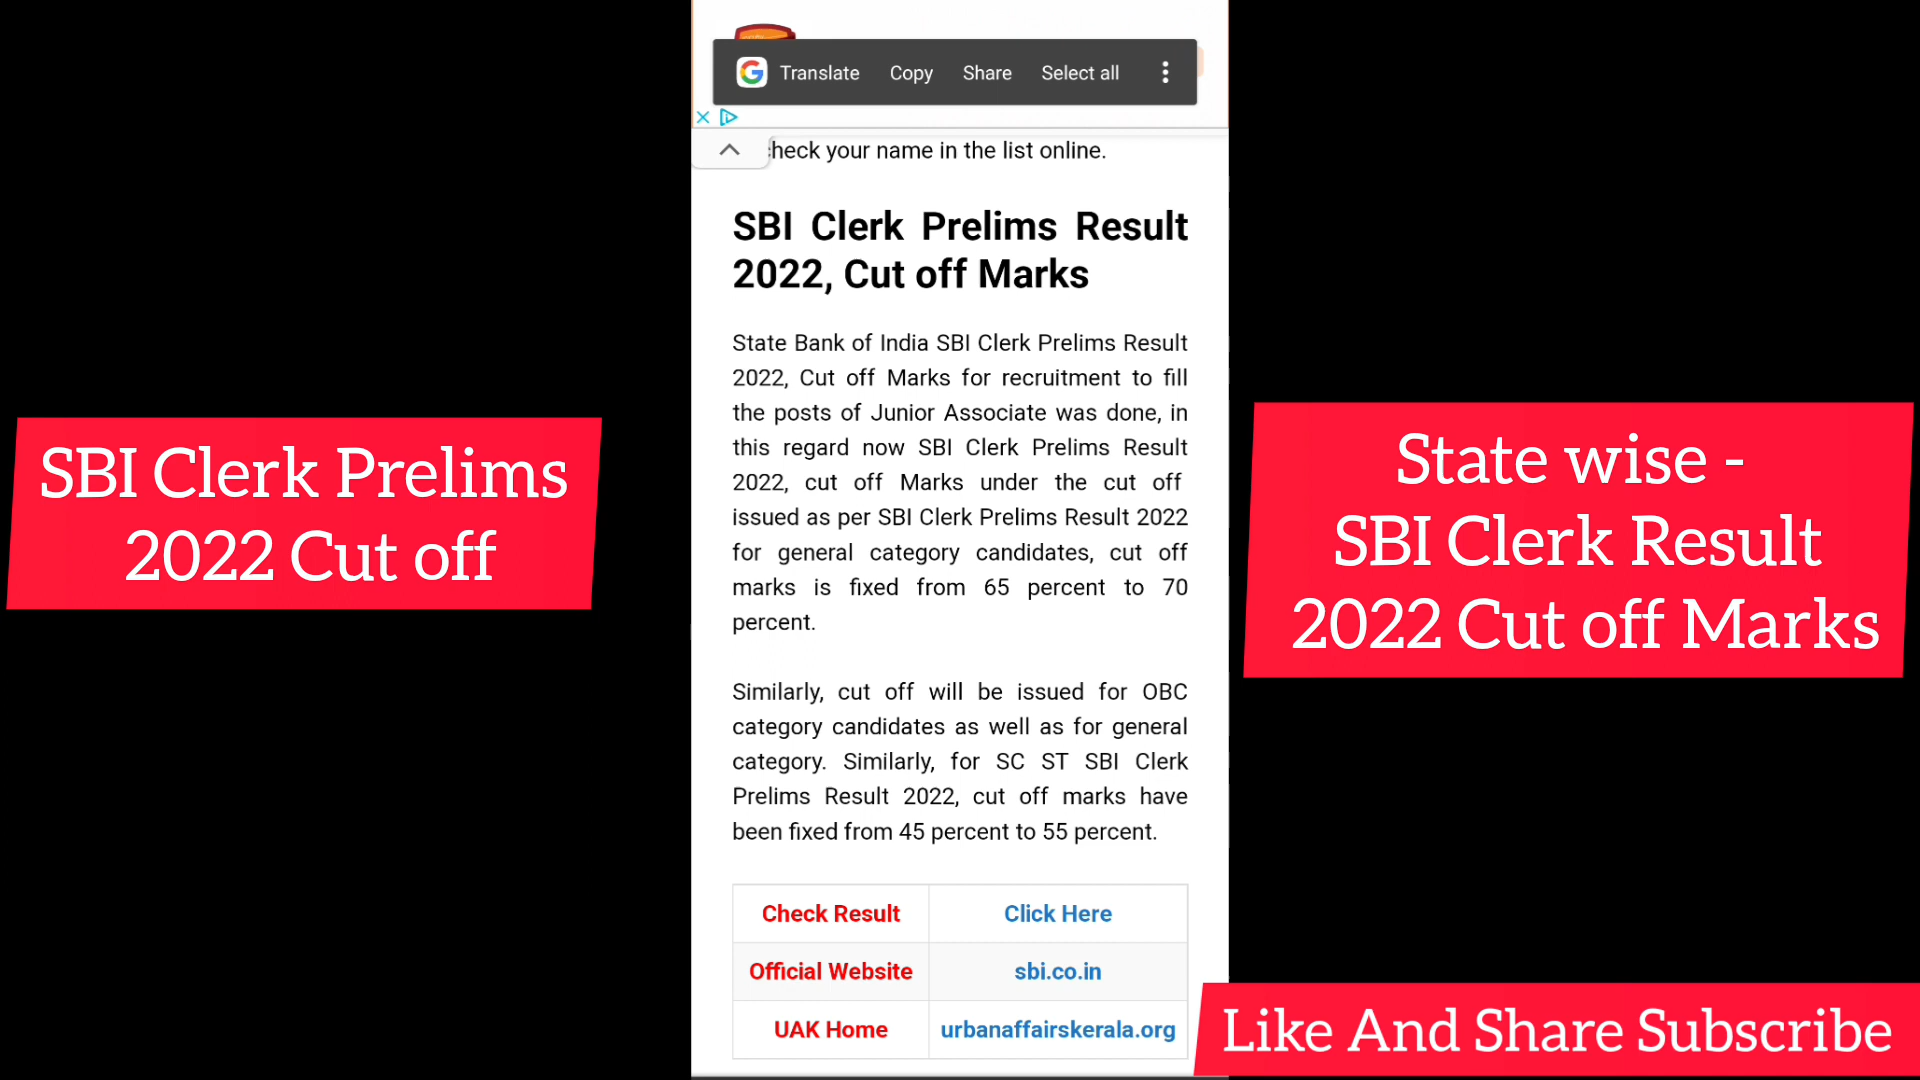 Translate Copy Share Select all
check your name in the list online.
SBI Clerk Prelims Result
2022, Cut off Marks
State Bank of India SBI Clerk Prelims Result
2022, Cut off Marks for recruitment to fill
the posts of Junior Associate was done, in
this regard now SBI Clerk Prelims Result
2022, cut off Marks under the cut off
issued as per SBI Clerk Prelims Result 2022
for general category candidates, cut off
marks is fixed from 65 percent to 70
percent.
Similarly, cut off will be issued for OBC
category candidates as well as for general
category. Similarly, for SC ST SBI Clerk
Prelims Result 2022, cut off marks have
been fixed from 45 percent to 55 percent.
Check Result Click Here
Official Website sbi.co.in
UAK Home urbanaffairskerala.org
SBI Clerk Prelims
2022 Cut off
State wise -
SBI Clerk Result
2022 Cut off Marks
Like And Share Subscribe